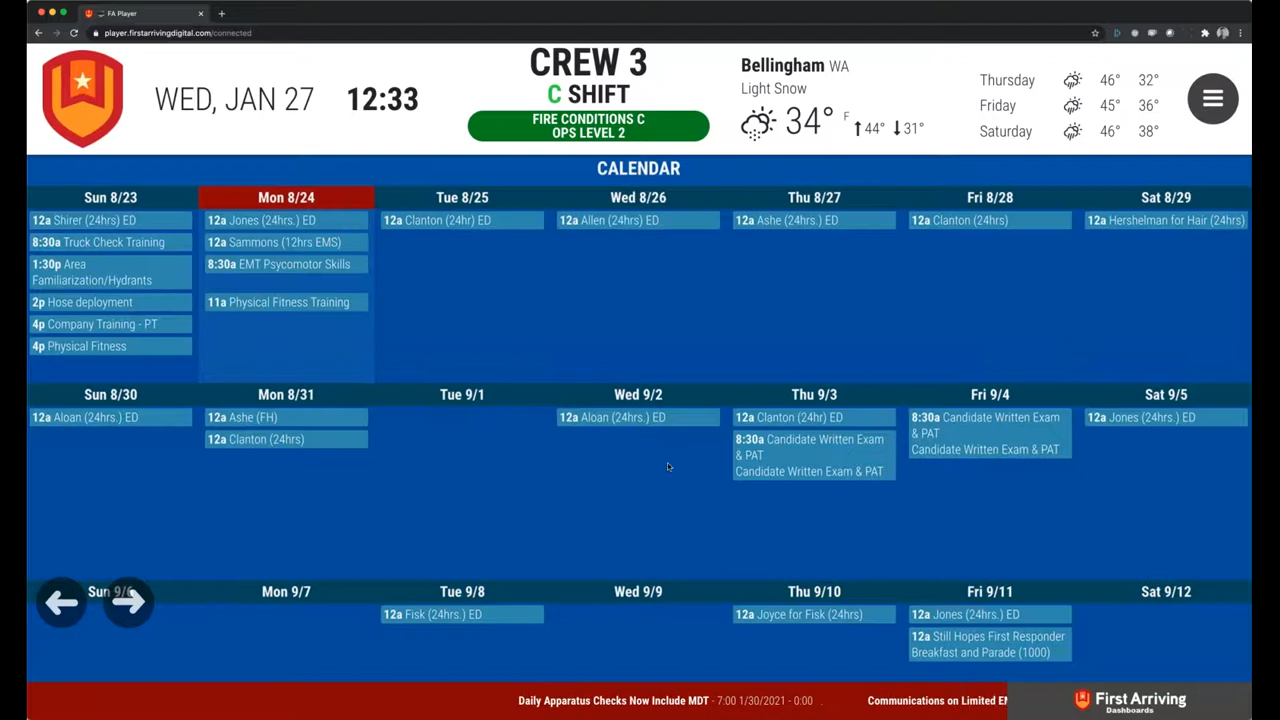 FA Player
player.firstarrivingdigital.com/connected
WED, JAN 27
12:33
CREW 3
C SHIFT
FIRE CONDITIONS C
OPS LEVEL 2
Bellingham WA
Light Snow
34° F 44° 31°
Thursday 46° 32°
Friday 45° 36°
Saturday 46° 38°
CALENDAR
Sun 8/23
12a Shirer (24hrs) ED
8:30a Truck Check Training
1:30p Area
Familiarization/Hydrants
2p Hose deployment
4p Company Training - PT
4p Physical Fitness
Mon 8/24
12a Jones (24hrs.) ED
12a Sammons (12hrs EMS)
8:30a EMT Psycomotor Skills
11a Physical Fitness Training
Tue 8/25
12a Clanton (24hr) ED
Wed 8/26
12a Allen (24hrs) ED
Thu 8/27
12a Ashe (24hrs.) ED
Fri 8/28
12a Clanton (24hrs)
Sat 8/29
12a Hershelman for Hair (24hrs)
Sun 8/30
12a Aloan (24hrs.) ED
Mon 8/31
12a Ashe (FH)
12a Clanton (24hrs)
Tue 9/1
Wed 9/2
12a Aloan (24hrs.) ED
Thu 9/3
12a Clanton (24hr) ED
8:30a Candidate Written Exam
& PAT
Candidate Written Exam & PAT
Fri 9/4
8:30a Candidate Written Exam
& PAT
Candidate Written Exam & PAT
Sat 9/5
12a Jones (24hrs.) ED
Sun 9/6
Mon 9/7
Tue 9/8
12a Fisk (24hrs.) ED
Wed 9/9
Thu 9/10
12a Joyce for Fisk (24hrs)
Fri 9/11
12a Jones (24hrs.) ED
12a Still Hopes First Responder
Breakfast and Parade (1000)
Sat 9/12
Daily Apparatus Checks Now Include MDT - 7:00 1/30/2021 - 0:00 .
Communications on Limited
First Arriving
Dashboards